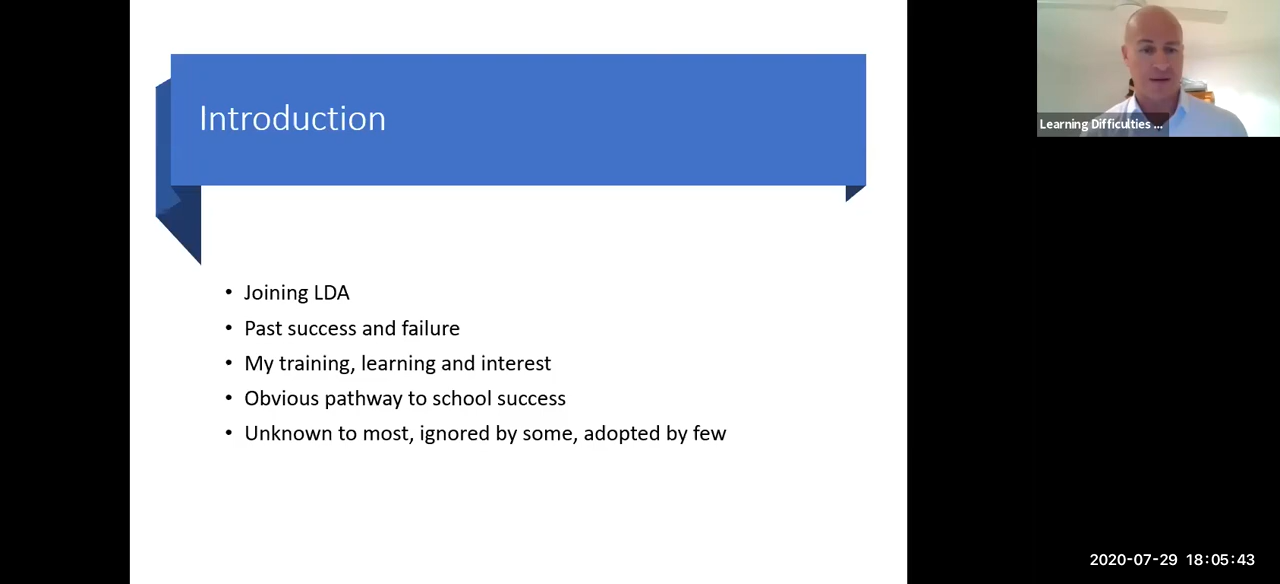 Introduction
• Joining LDA
• Past success and failure
• My training, learning and interest
• Obvious pathway to school success
• Unknown to most, ignored by some, adopted by few
Learning Difficulties ...
2020-07-29 18:05:43